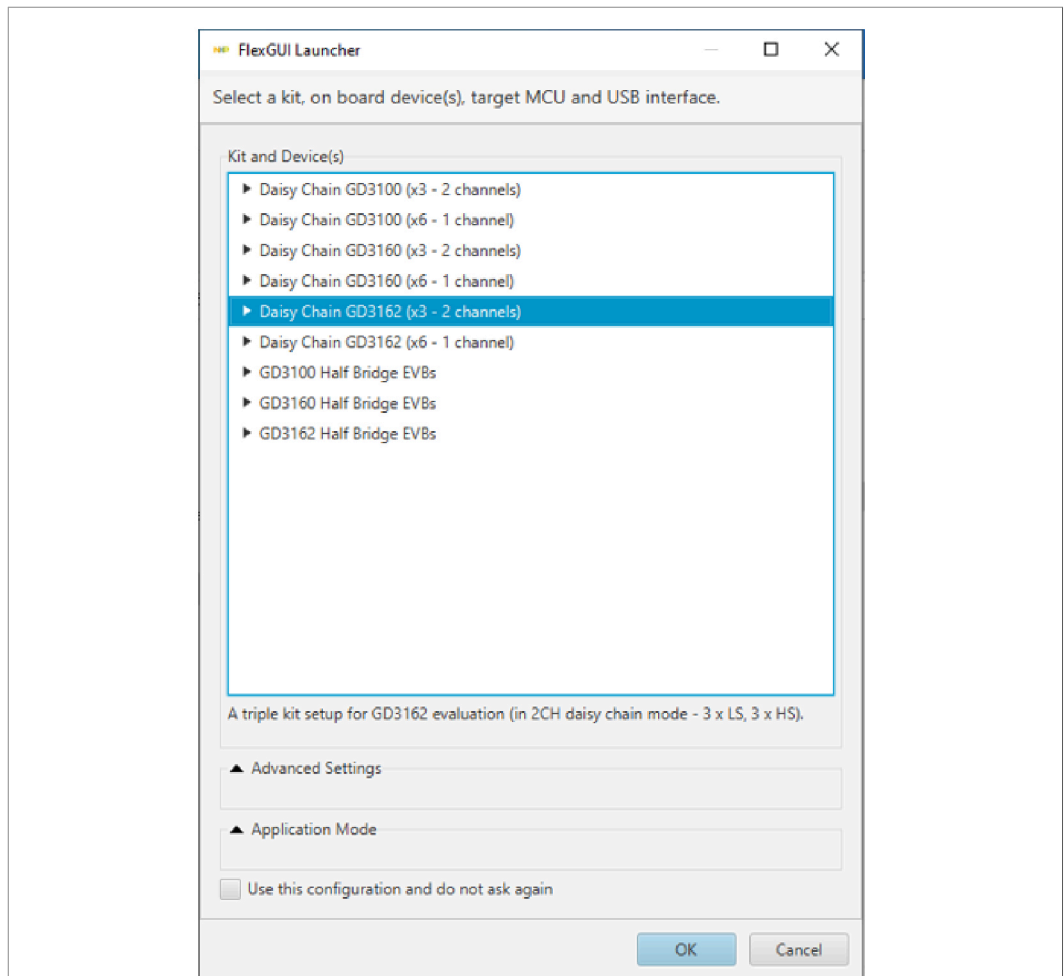 FlexGUI Launcher
Select a kit, on board device(s), target MCU and USB interface.
Kit and Device(s)
Daisy Chain GD3100 (x3 - 2 channels)
Daisy Chain GD3100 (x6 - 1 channel)
Daisy Chain GD3160 (x3 - 2 channels)
Daisy Chain GD3160 (x6 - 1 channel)
Daisy Chain GD3162 (x3 - 2 channels)
Daisy Chain GD3162 (x6 - 1 channel)
GD3100 Half Bridge EVBs
GD3160 Half Bridge EVBs
GD3162 Half Bridge EVBs
A triple kit setup for GD3162 evaluation (in 2CH daisy chain mode - 3 x LS, 3 x HS).
Advanced Settings
Application Mode
Use this configuration and do not ask again
OK Cancel